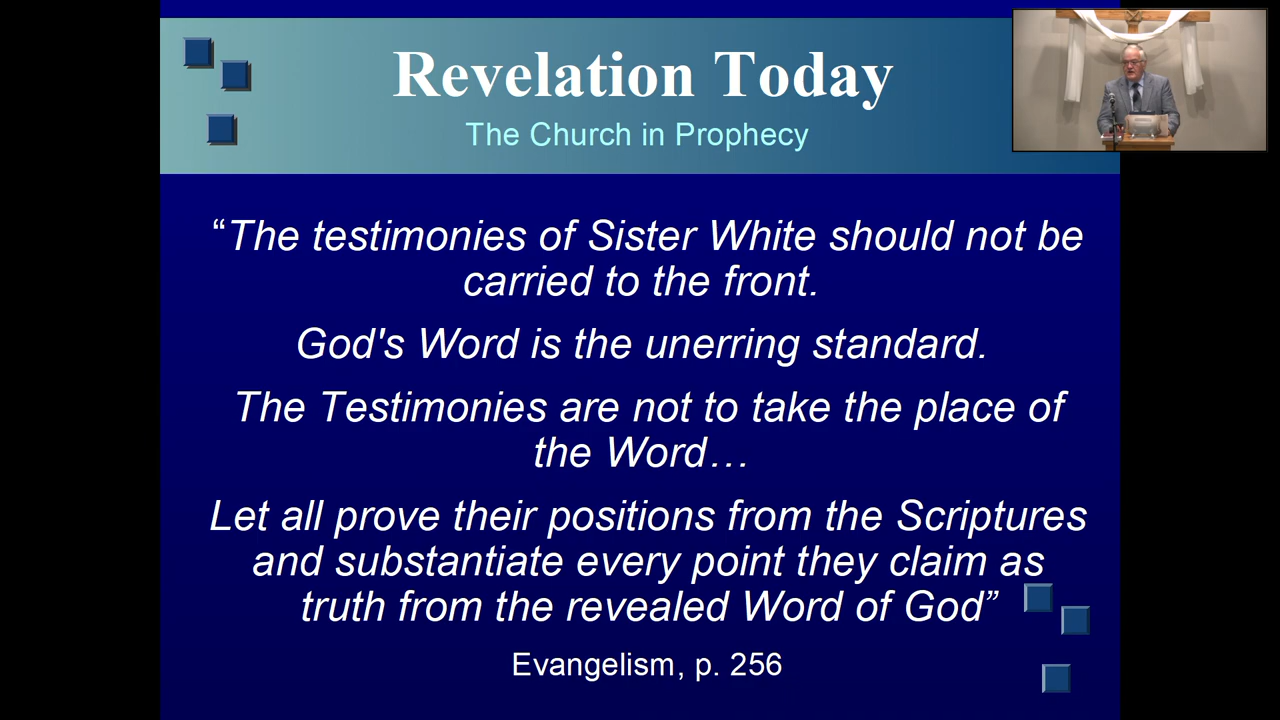 Revelation Today
The Church in Prophecy
“The testimonies of Sister White should not be
carried to the front.
God's Word is the unerring standard.
The Testimonies are not to take the place of
the Word…
Let all prove their positions from the Scriptures
and substantiate every point they claim as
truth from the revealed Word of God”
Evangelism, p. 256